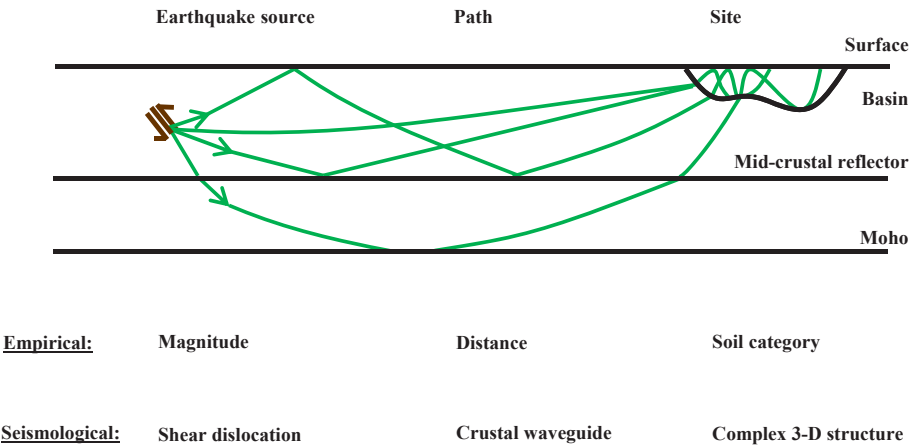 Earthquake source Path Site
Surface
Basin
Mid-crustal reflector
Moho
Empirical: Magnitude Distance Soil category
Seismological: Shear dislocation Crustal waveguide Complex 3-D structure